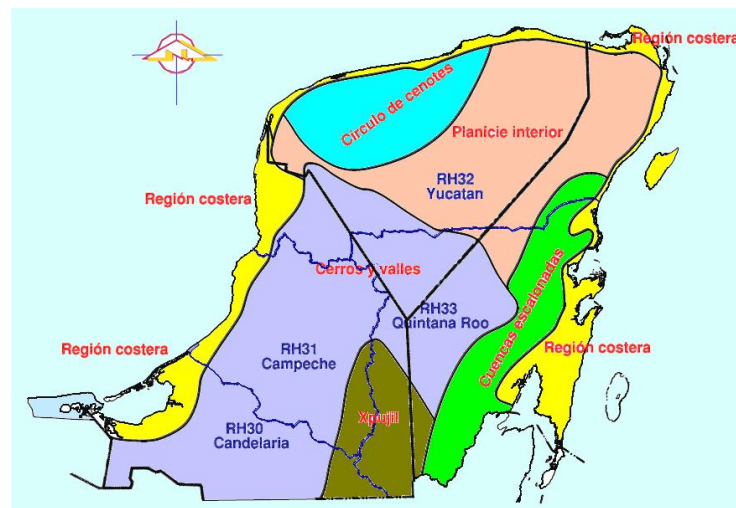 Región costera
Círculo de cenotes
Planicie interior
RH32
Yucatan
Región costera
Cerros y valles
RH33
Quintana Roo
Cuencas escalonadas
RH31
Campeche
Región costera
Región costera
Xpujil
RH30
Candelaria